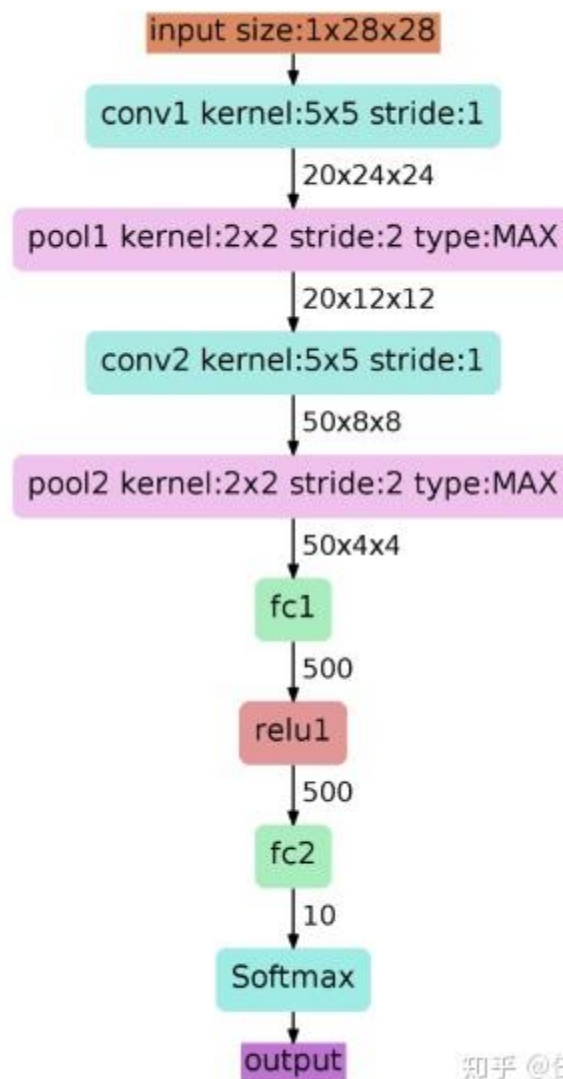 input size:1x28x28
conv1 kernel:5x5 stride:1
20x24x24
pool1 kernel:2x2 stride:2 type:MAX
20x12x12
conv2 kernel:5x5 stride:1
50x8x8
pool2 kernel:2x2 stride:2 type:MAX
50x4x4
fc1
500
relu1
500
fc2
10
Softmax
output
知乎 @